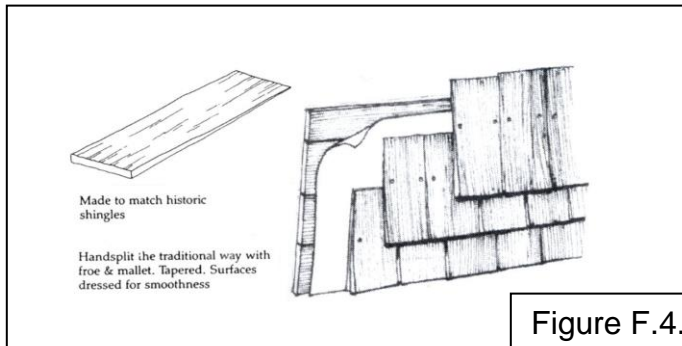 Made to match historic
shingles
Handsplit the traditional way with
froe & mallet. Tapered. Surfaces
dressed for smoothness
Figure F.4.